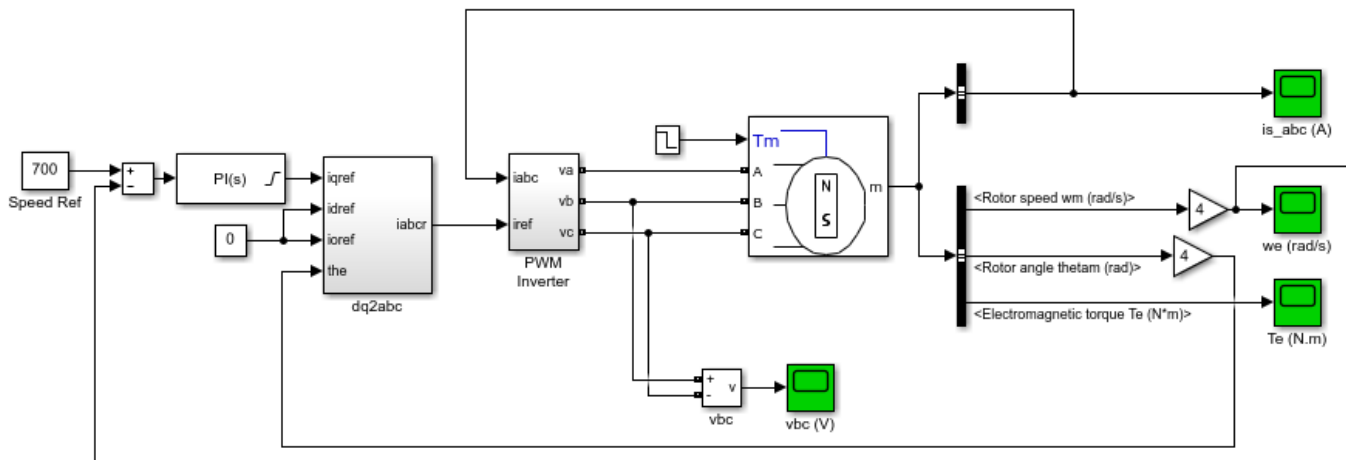 is_abc (A)
Tm
700
+
−
Speed Ref
PI(s)
iqref
idref
ioref
the
iabcr
dq2abc
0
iabc
iref
va
vb
vc
PWM
Inverter
A
B
C
N
S
m
<Rotor speed wm (rad/s)>
4
we (rad/s)
<Rotor angle thetam (rad)>
4
<Electromagnetic torque Te (N*m)>
Te (N.m)
+
-
v
vbc
vbc (V)